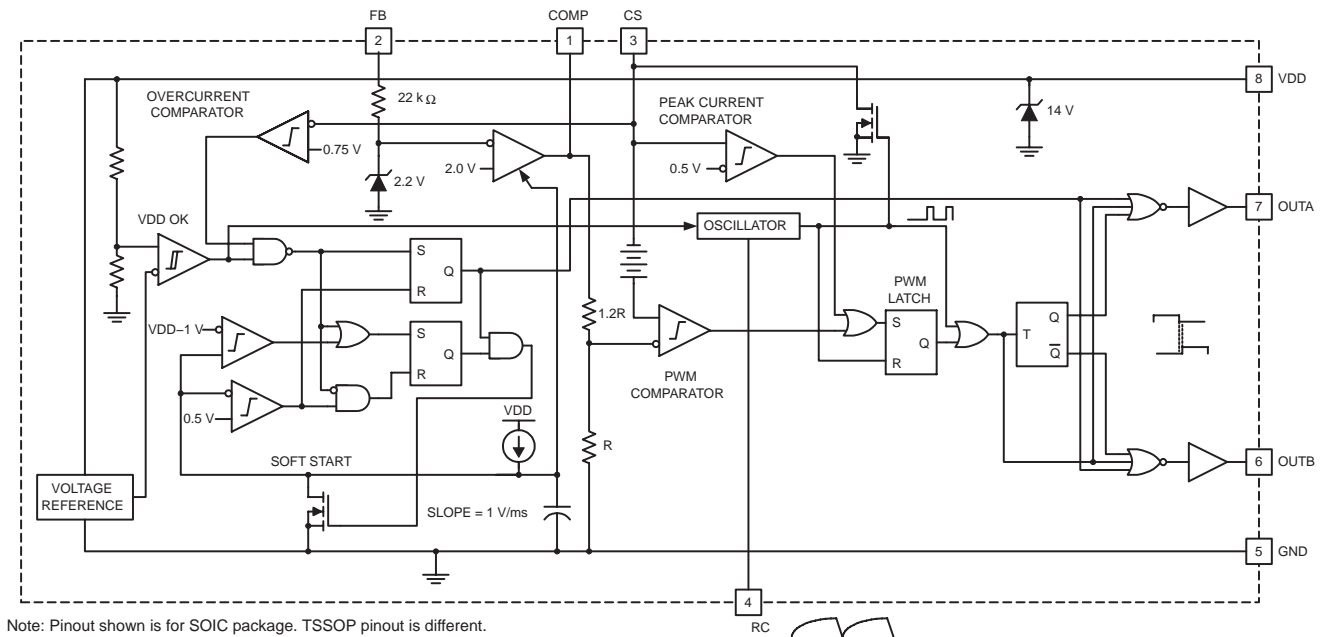 FB
COMP
CS
2
1
3
8 VDD
OVERCURRENT
COMPARATOR
22 k Ω
PEAK CURRENT
COMPARATOR
14 V
0.75 V
2.0 V
0.5 V
2.2 V
VDD OK
OSCILLATOR
7 OUTA
S
Q
R
PWM
LATCH
1.2R
VDD–1 V
S
Q
R
S
Q
R
T
Q
Q
PWM
COMPARATOR
0.5 V
VDD
R
SOFT START
6 OUTB
VOLTAGE
REFERENCE
SLOPE = 1 V/ms
5 GND
4
RC
Note: Pinout shown is for SOIC package. TSSOP pinout is different.